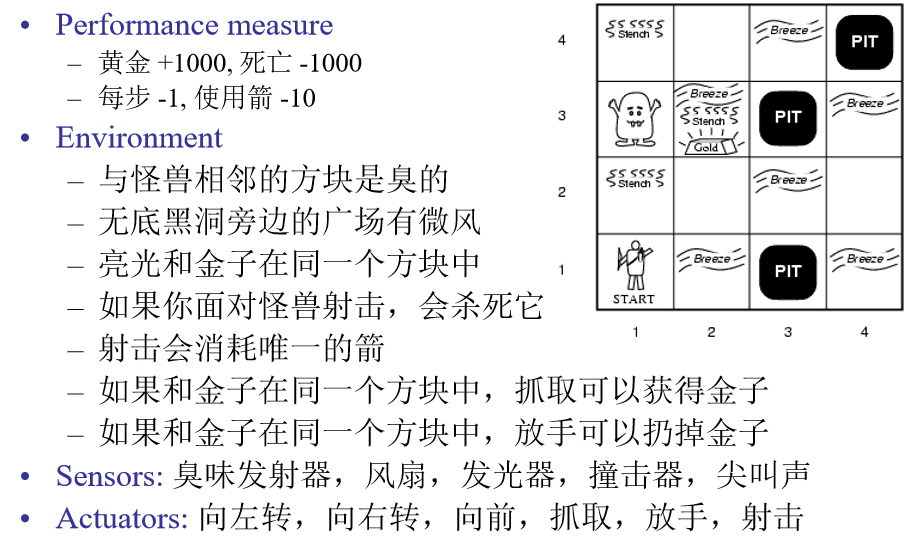 • Performance measure
– 黄金 +1000, 死亡 -1000
– 每步 -1, 使用箭 -10
• Environment
– 与怪兽相邻的方块是臭的
– 无底黑洞旁边的广场有微风
– 亮光和金子在同一个方块中
– 如果你面对怪兽射击，会杀死它
– 射击会消耗唯一的箭
– 如果和金子在同一个方块中，抓取可以获得金子
– 如果和金子在同一个方块中，放手可以扔掉金子
• Sensors: 臭味发射器，风扇，发光器，撞击器，尖叫声
• Actuators: 向左转，向右转，向前，抓取，放手，射击
4
SS SSSS
Stench
Breeze
PIT
3
Breeze
SS SSSS
Stench
Gold
PIT
Breeze
2
SS SSSS
Stench
Breeze
1
START
Breeze
PIT
Breeze
1 2 3 4